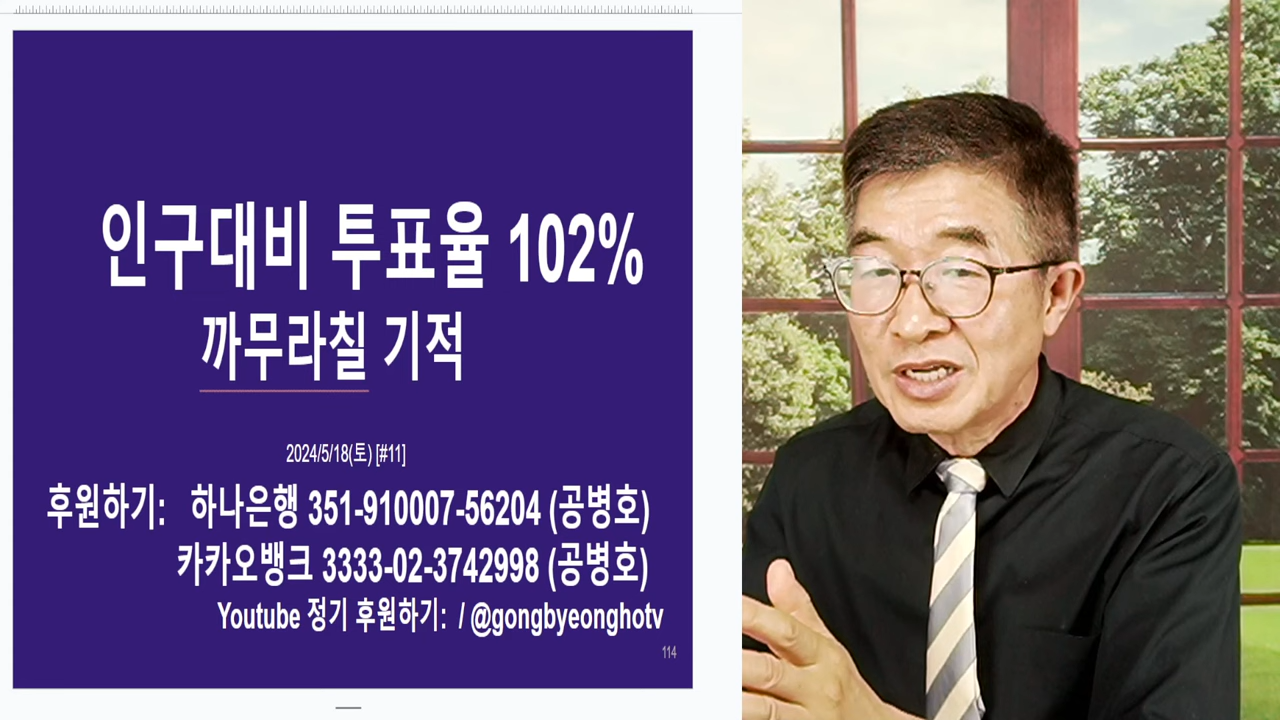 인구대비 투표율 102%
까무라칠 기적
2024/5/18(토) [#11]
후원하기: 하나은행 351-910007-56204 (공병호)
카카오뱅크 3333-02-3742998 (공병호)
Youtube 정기 후원하기: / @gongbyeonghotv
114